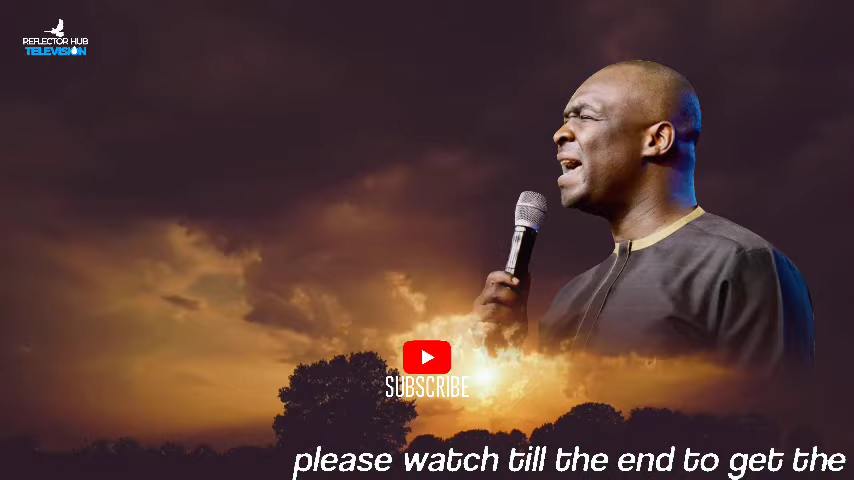 REFLECTOR HUB
TELEVISION
SUBSCRIBE
please watch till the end to get the